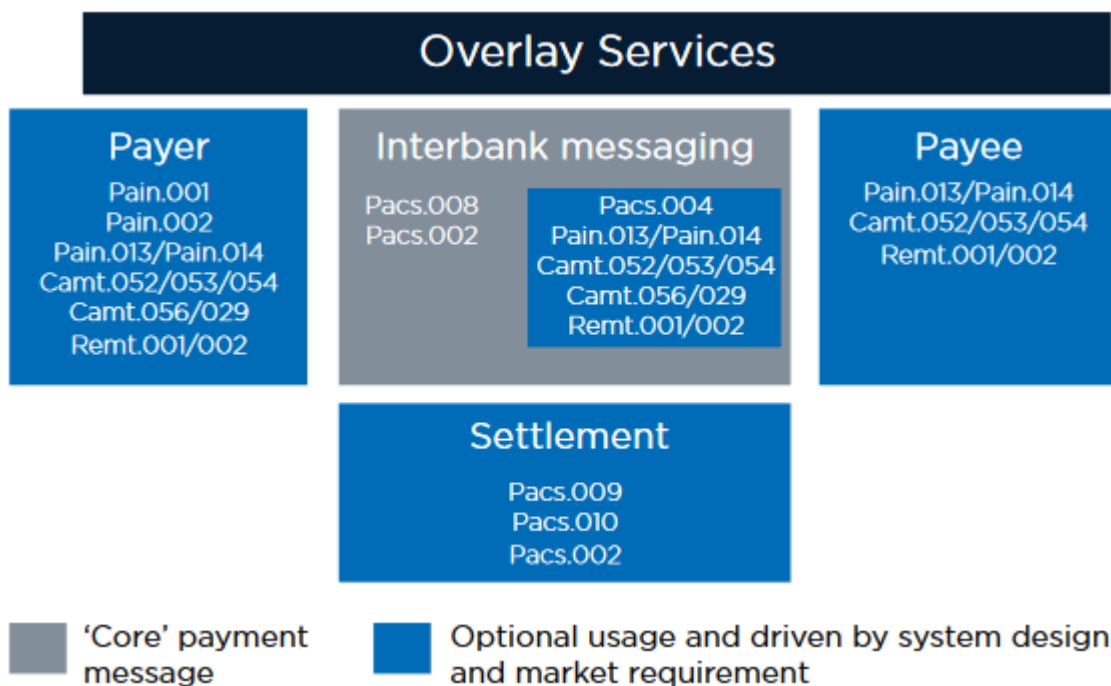 Overlay Services
Payer
Pain.001
Pain.002
Pain.013/Pain.014
Camt.052/053/054
Camt.056/029
Remt.001/002
Interbank messaging
Pacs.008
Pacs.002
Pacs.004
Pain.013/Pain.014
Camt.052/053/054
Camt.056/029
Remt.001/002
Payee
Pain.013/Pain.014
Camt.052/053/054
Remt.001/002
Settlement
Pacs.009
Pacs.010
Pacs.002
‘Core’ payment
message
Optional usage and driven by system design
and market requirement